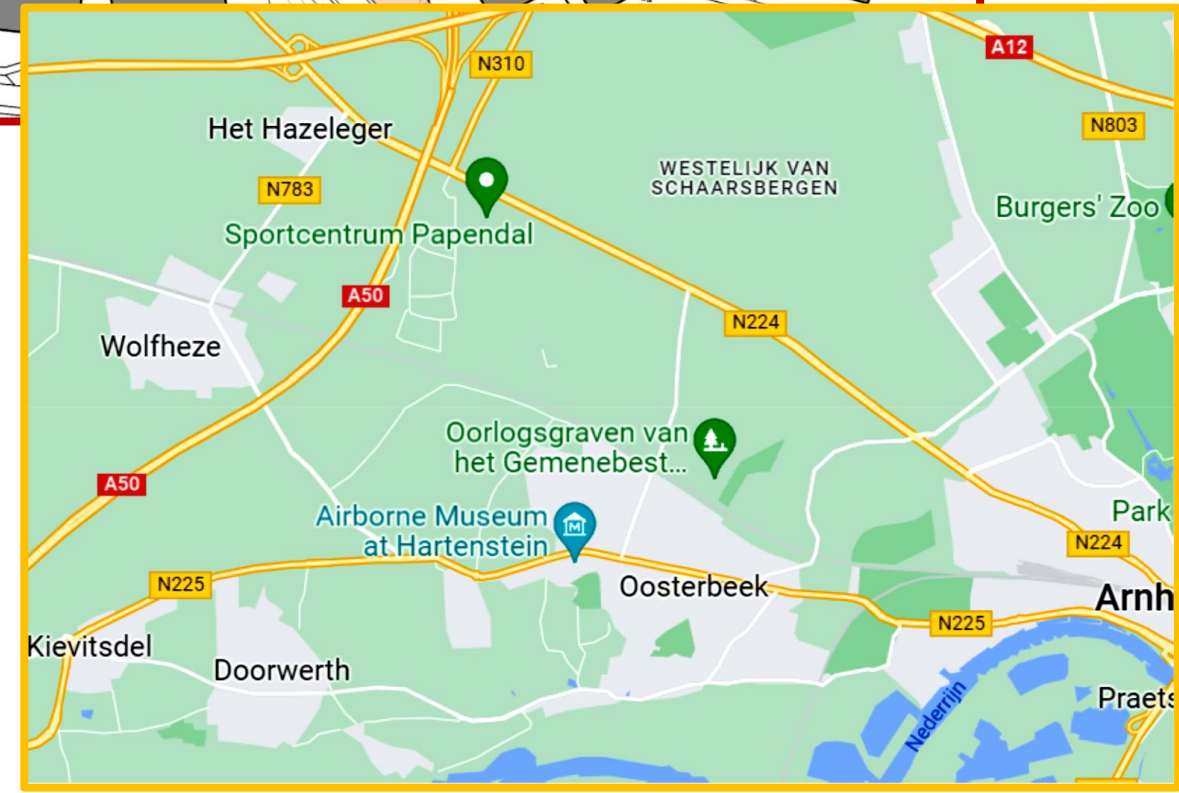 A12
N310
N803
Het Hazeleger
WESTELIJK VAN
SCHAARSBERGEN
N783
Burgers' Zoo
Sportcentrum Papendal
A50
N224
Wolfheze
Oorlogsgraven van
het Gemenebest...
A50
Airborne Museum
at Hartenstein
Park
N224
N225
Oosterbeek
Arnh
N225
Kievitsdel
Doorwerth
Nederrijn
Praets